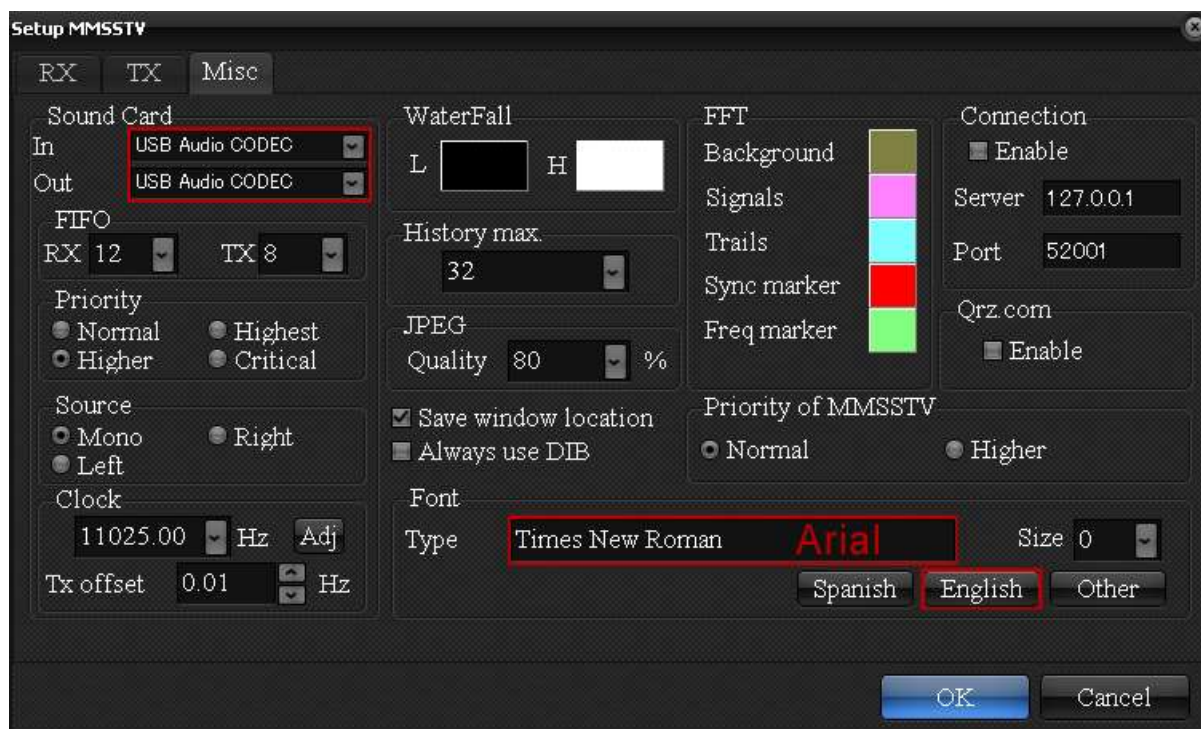 Setup MMSSTV
RX TX Misc
Sound Card
In USB Audio CODEC
Out USB Audio CODEC
FIFO
RX 12 TX 8
Priority
Normal Highest
Higher Critical
Source
Mono Right
Left
Clock
11025.00 Hz Adj
Tx offset 0.01 Hz
WaterFall
L H
History max.
32
JPEG
Quality 80 %
Save window location
Always use DIB
FFT
Background
Signals
Trails
Sync marker
Freq marker
Connection
Enable
Server 127.0.0.1
Port 52001
Qrz.com
Enable
Priority of MMSSTV
Normal Higher
Font
Type Times New Roman Arial Size 0
Spanish English Other
OK Cancel